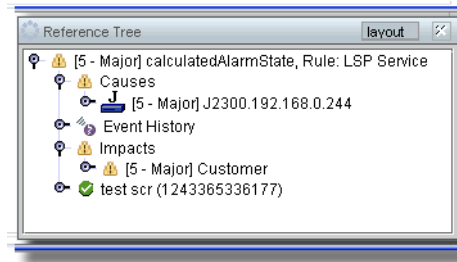 Reference Tree layout
[5 - Major] calculatedAlarmState, Rule: LSP Service
Causes
J [5 - Major] J2300.192.168.0.244
Event History
Impacts
[5 - Major] Customer
test scr (1243365336177)